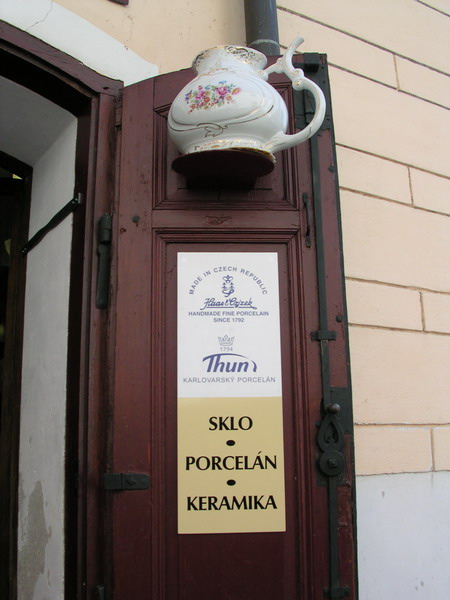 MADE IN CZECH REPUBLIC
Haas & Czjzek
HANDMADE FINE PORCELAIN
SINCE 1792
1794
Thun
KARLOVARSKÝ PORCELÁN
SKLO
•
PORCELÁN
•
KERAMIKA